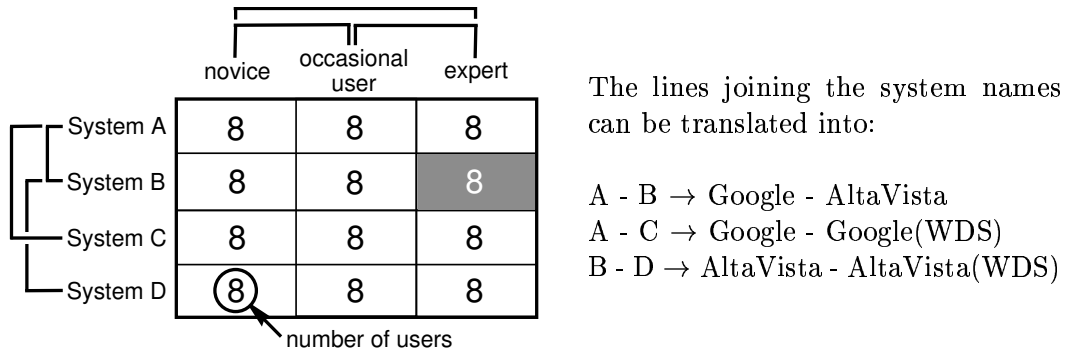 novice occasional user expert
System A 8 8 8
System B 8 8 8
System C 8 8 8
System D 8 8 8
number of users
The lines joining the system names
can be translated into:
A - B → Google - AltaVista
A - C → Google - Google(WDS)
B - D → AltaVista - AltaVista(WDS)